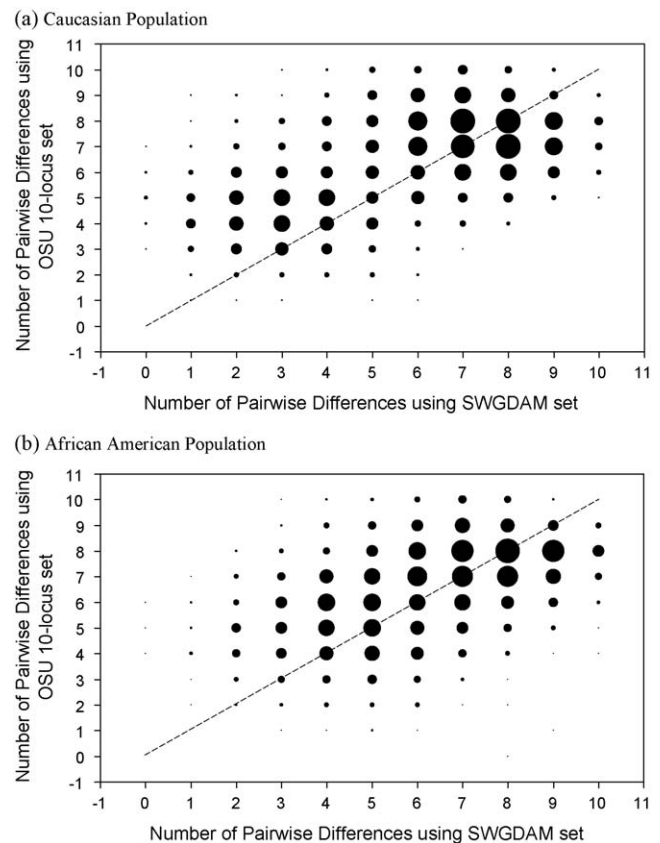 (a) Caucasian Population
Number of Pairwise Differences using
OSU 10-locus set
11
10
9
8
7
6
5
4
3
2
1
0
-1
-1 0 1 2 3 4 5 6 7 8 9 10 11
Number of Pairwise Differences using SWGDAM set
(b) African American Population
Number of Pairwise Differences using
OSU 10-locus set
11
10
9
8
7
6
5
4
3
2
1
0
-1
-1 0 1 2 3 4 5 6 7 8 9 10 11
Number of Pairwise Differences using SWGDAM set